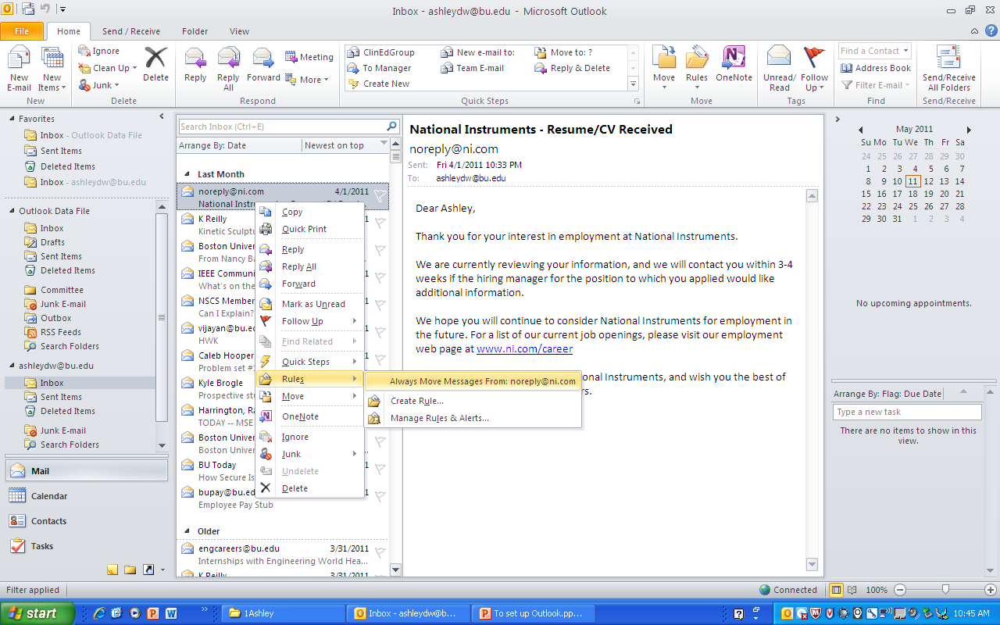 Inbox - ashleydw@bu.edu - Microsoft Outlook
File Home Send / Receive Folder View
New E-mail
New Items
Ignore
Clean Up
Junk
Delete
Reply
Reply All
Forward
Meeting
More
ClinEdGroup
To Manager
Create New
New e-mail to:
Team E-mail
Move to: ?
Reply & Delete
Move
Rules
OneNote
Unread/ Read
Follow Up
Find a Contact
Address Book
Filter E-mail
Send/Receive All Folders
New Delete Respond Quick Steps Move Tags Find Send/Receive
Favorites
Inbox - Outlook Data File
Sent Items
Deleted Items
Inbox - ashleydw@bu.edu
Outlook Data File
Inbox
Drafts
Sent Items
Deleted Items
Committee
Junk E-mail
Outbox
RSS Feeds
Search Folders
ashleydw@bu.edu
Inbox
Sent Items
Deleted Items
Junk E-mail
Search Folders
Mail
Calendar
Contacts
Tasks
Search Inbox (Ctrl+E)
Arrange By: Date Newest on top
Last Month
noreply@ni.com 4/1/2011
National Instru
K Reilly 1
Kinetic Sculptu
Boston Univer 1
From Nancy Ba
IEEE Communi 1
What's on the
NSCS Member 1
Can I Explain?
vijayan@bu.e 1
HWK
Caleb Hooper 1
Problem set #1
Kyle Brogle 1
Prospective st
Harrington, Ra 1
TODAY -- MSE
Boston Univer 1
Boston Univer
BU Today 1
How Secure Is
bupay@bu.ed 1
Employee Pay Stub
Older
engcareers@bu.edu 3/31/2011
Internships with Engineering World Hea...
K Reilly 3/31/2011
Copy
Quick Print
Reply
Reply All
Forward
Mark as Unread
Follow Up
Find Related
Quick Steps
Rules
Move
OneNote
Ignore
Junk
Undelete
Delete
Always Move Messages From: noreply@ni.com
Create Rule...
Manage Rules & Alerts...
National Instruments - Resume/CV Received
noreply@ni.com
Sent: Fri 4/1/2011 10:33 PM
To: ashleydw@bu.edu
Dear Ashley,
Thank you for your interest in employment at National Instruments.
We are currently reviewing your information, and we will contact you within 3-4
weeks if the hiring manager for the position to which you applied would like
additional information.
We hope you will continue to consider National Instruments for employment in
the future. For a list of our current job openings, please visit our employment
web page at www.ni.com/career
tional Instruments, and wish you the best of
rs.
May 2011
Su Mo Tu We Th Fr Sa
24 25 26 27 28 29 30
1 2 3 4 5 6 7
8 9 10 11 12 13 14
15 16 17 18 19 20 21
22 23 24 25 26 27 28
29 30 31 1 2 3 4
No upcoming appointments.
Arrange By: Flag: Due Date
Type a new task
There are no items to show in this
view.
Filter applied Connected 100%
start 1Ashley Inbox - ashleydw@b... To set up Outlook.pp... 10:45 AM